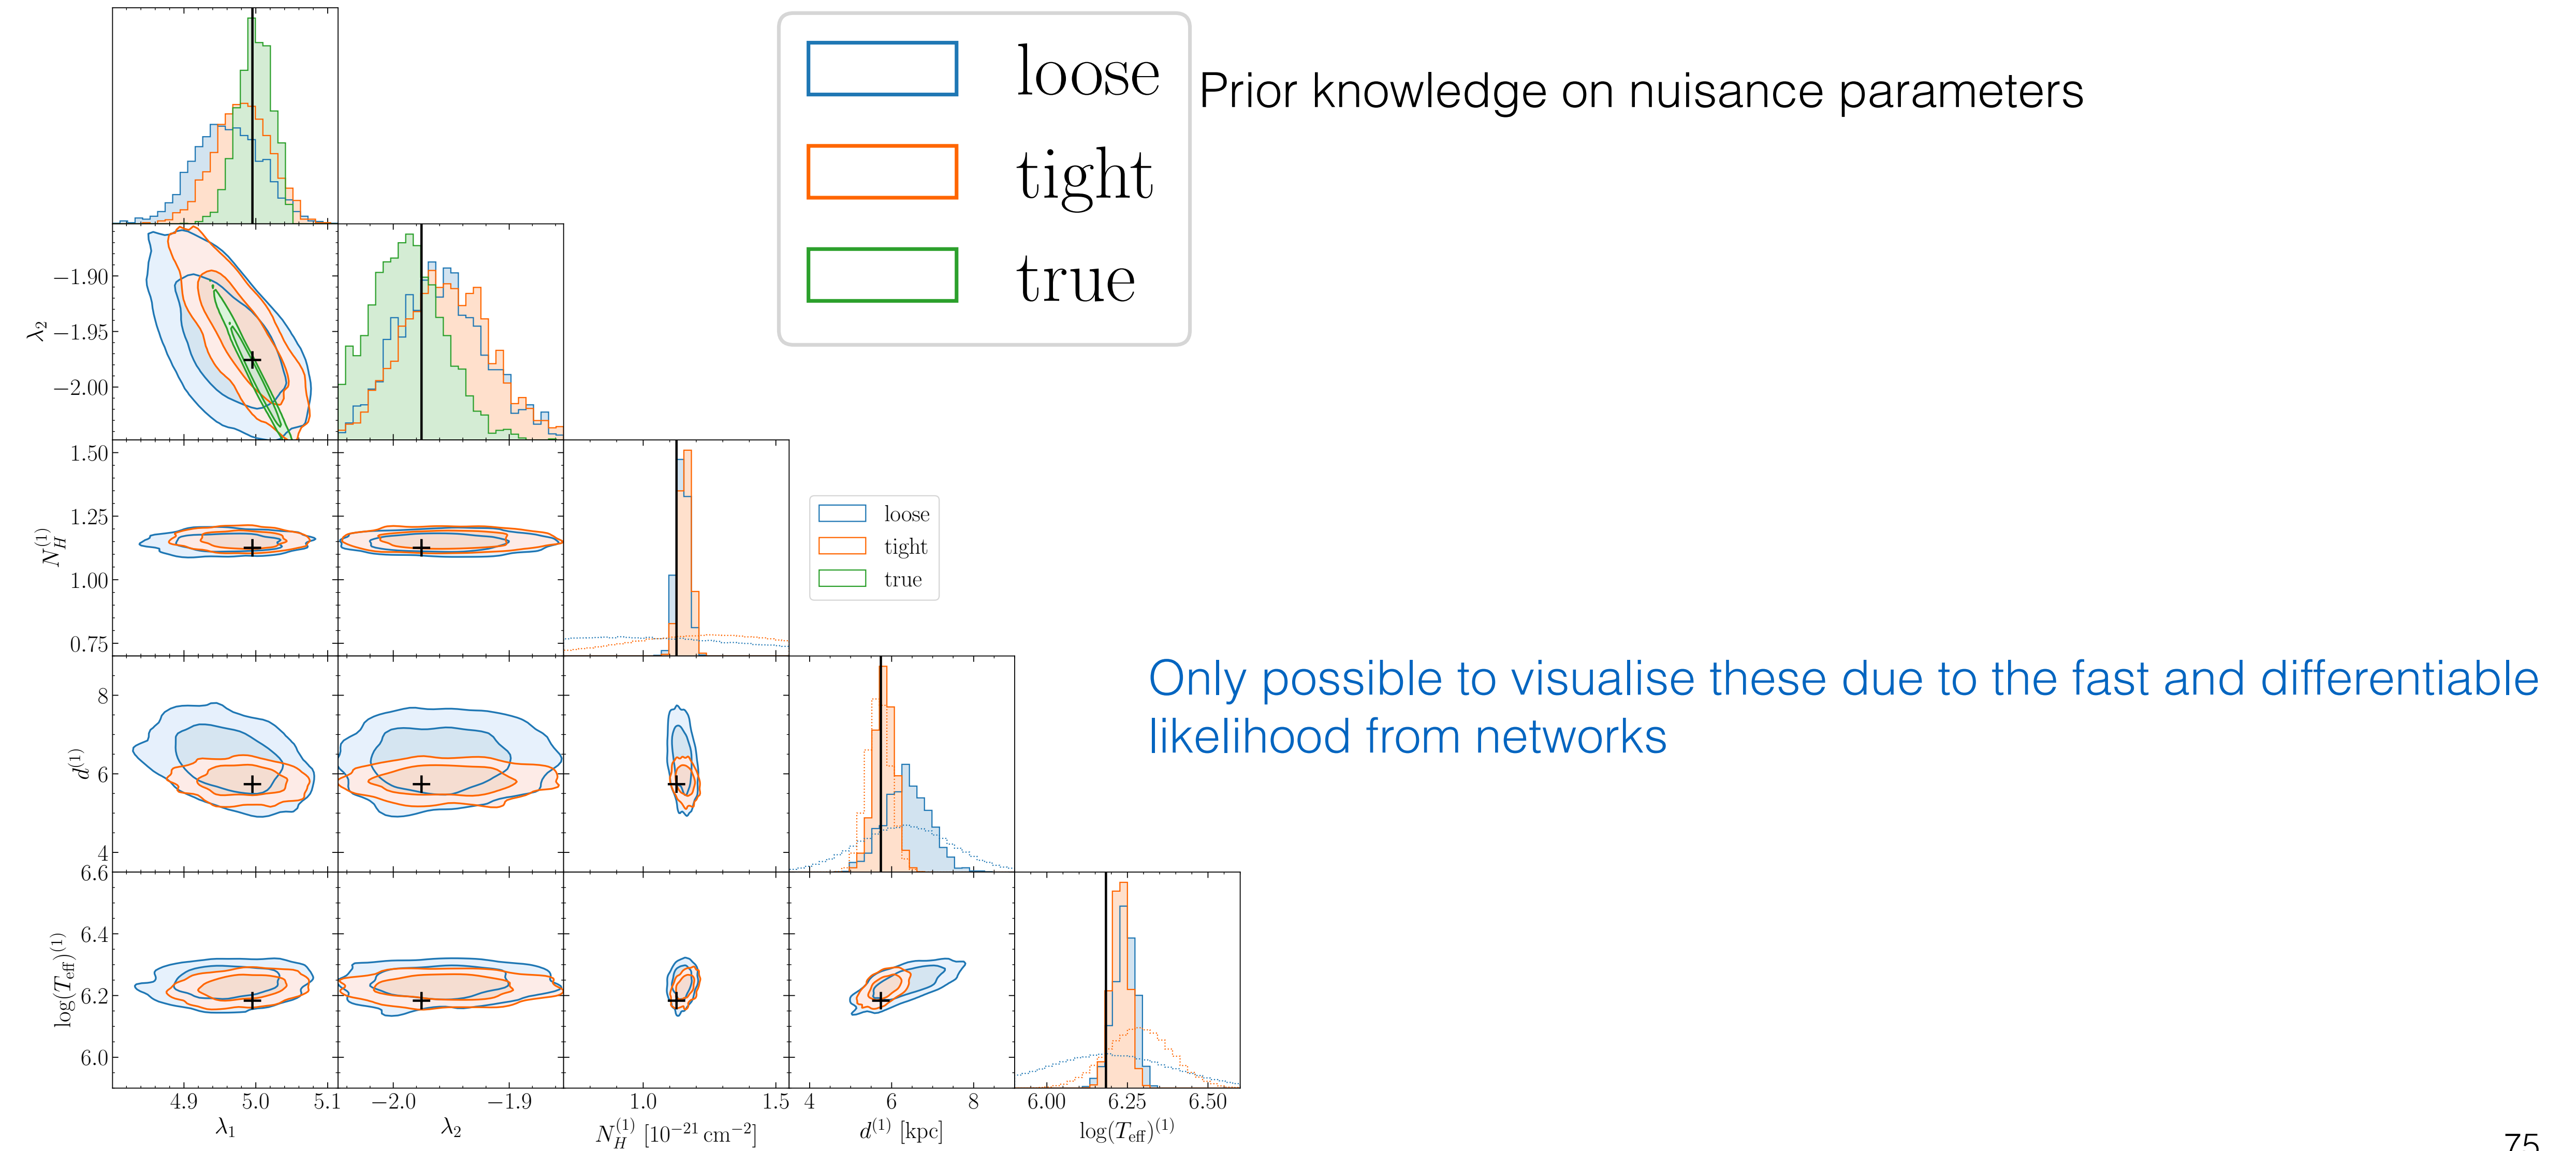 loose
Prior knowledge on nuisance parameters
tight
true
λ₂
−1.90
−1.95
−2.00
N_H^{(1)}
1.50
1.25
1.00
0.75
loose
tight
true
Only possible to visualise these due to the fast and differentiable
likelihood from networks
d^{(1)}
8
6
4
log(T_eff)^{(1)}
6.6
6.4
6.2
6.0
4.9 5.0 5.1
−2.0 −1.9
1.0 1.5
4 6 8
6.00 6.25 6.50
λ₁
λ₂
N_H^{(1)} [10^{−21} cm^{−2}]
d^{(1)} [kpc]
log(T_eff)^{(1)}
75